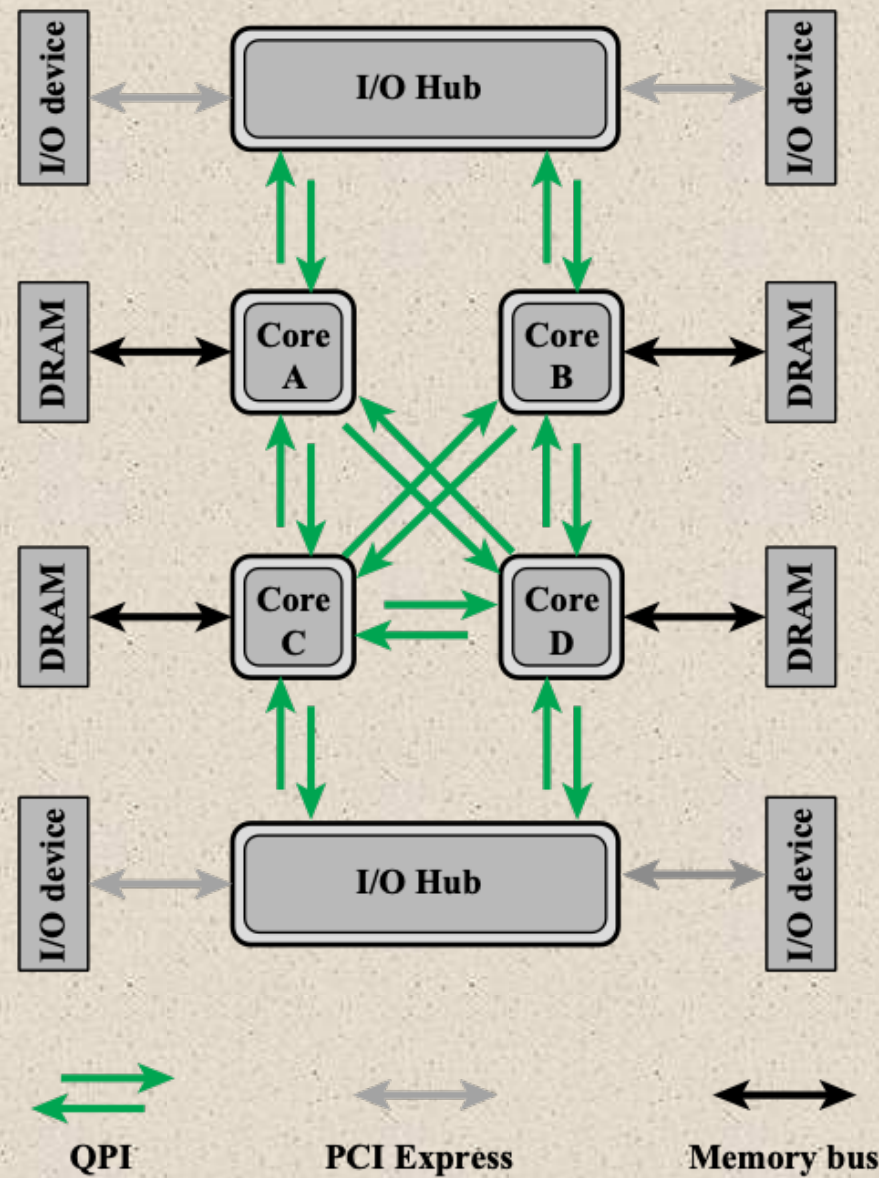 I/O device
I/O Hub
I/O device
DRAM
Core
A
Core
B
DRAM
DRAM
Core
C
Core
D
DRAM
I/O device
I/O Hub
I/O device
QPI
PCI Express
Memory bus